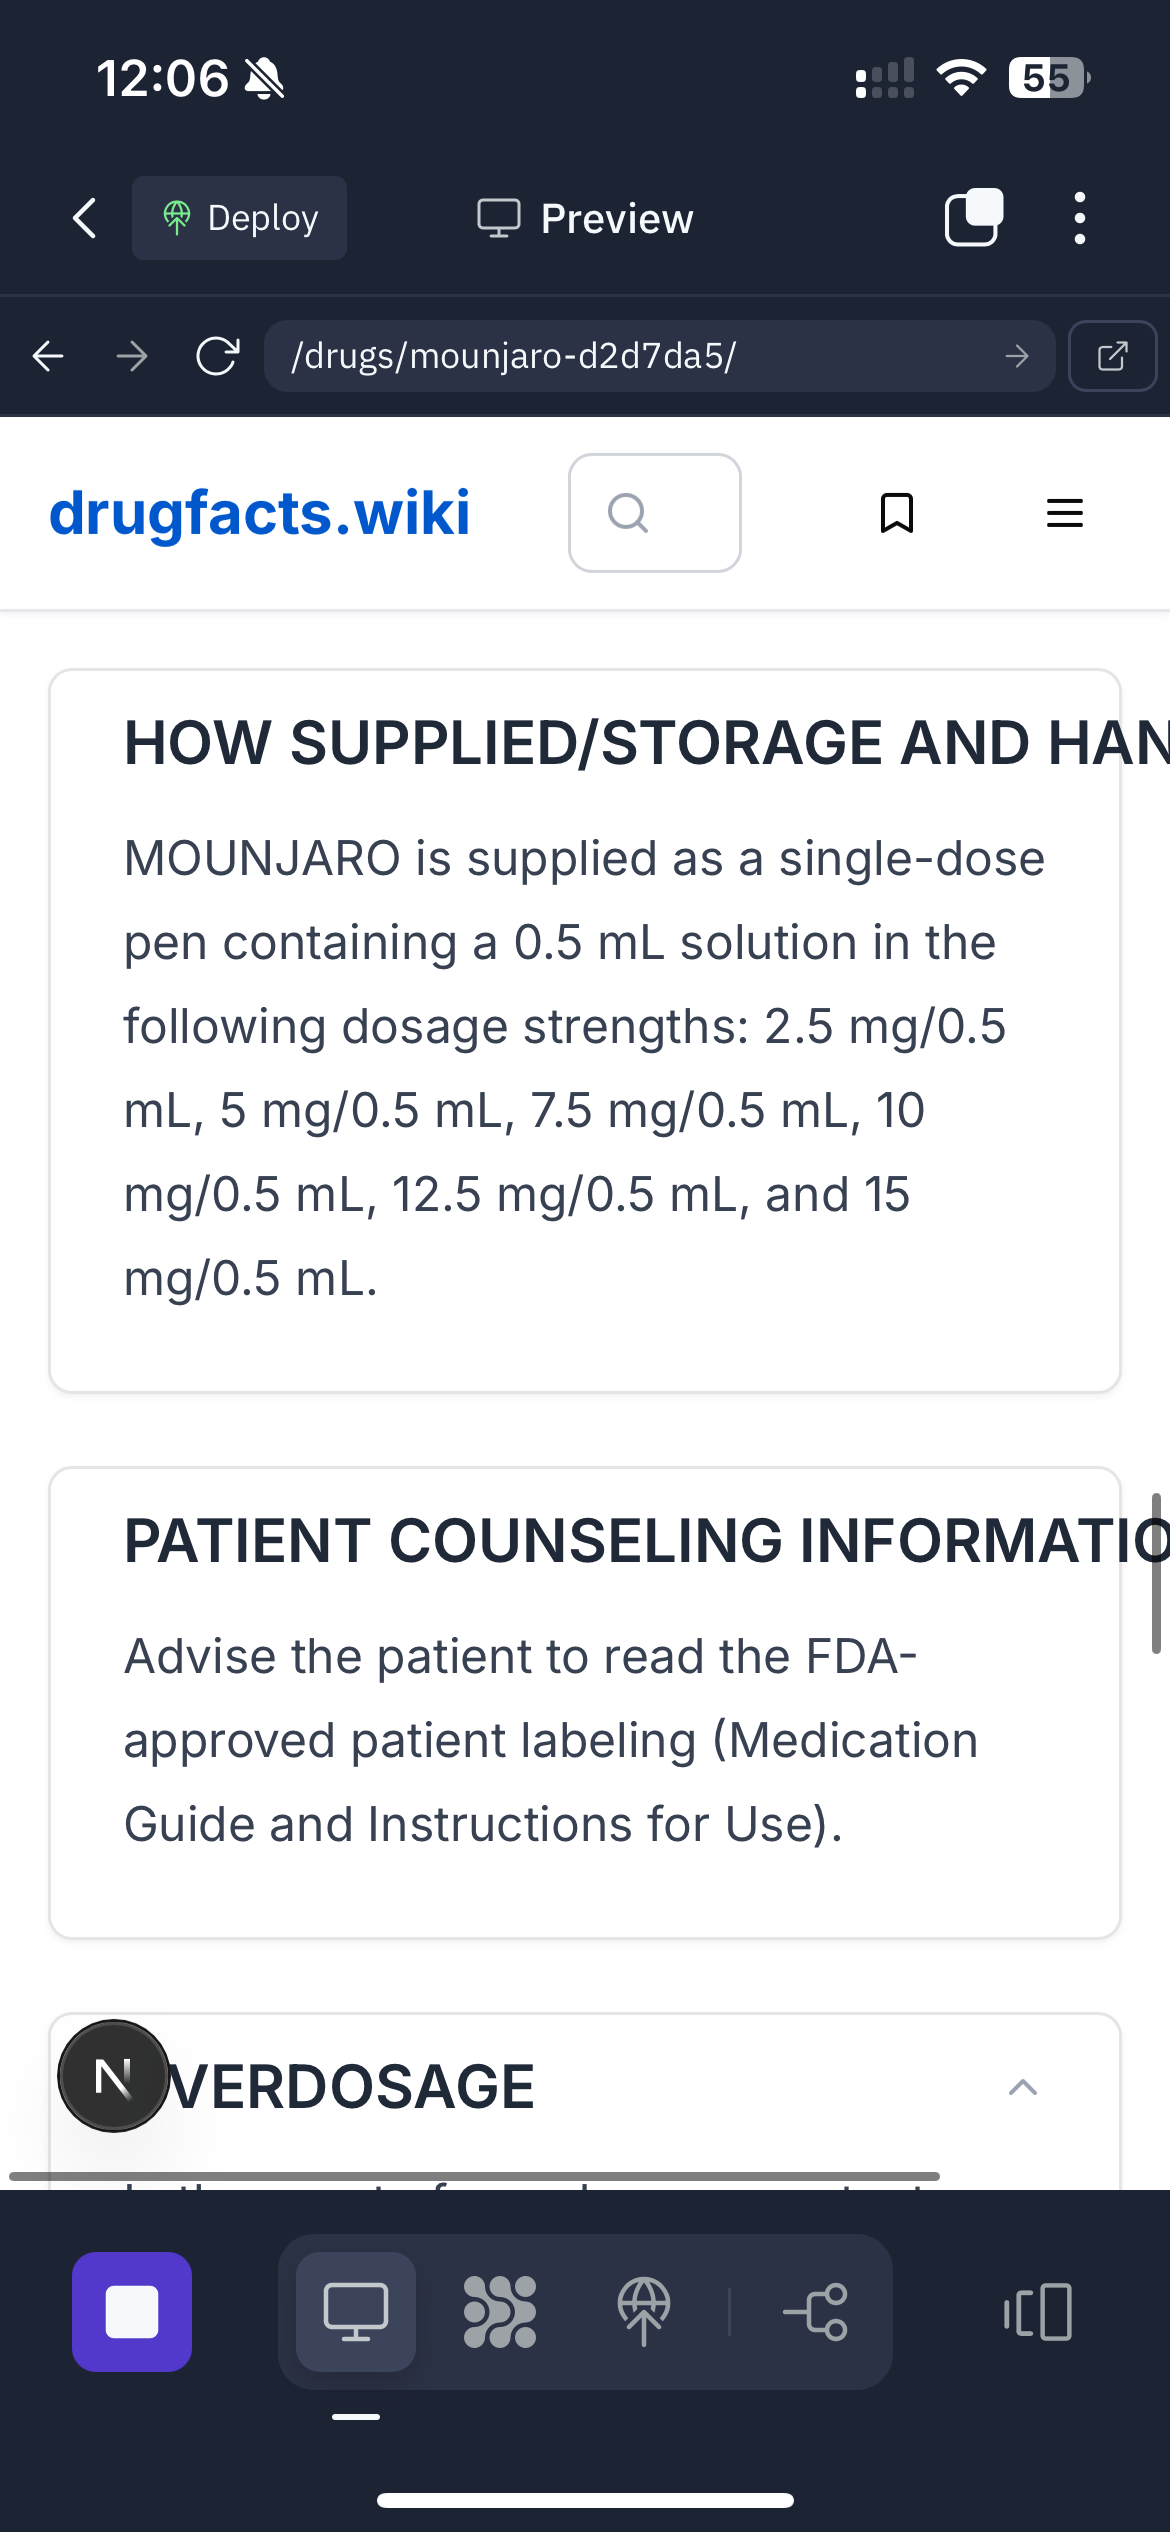 12:06
55
Deploy
Preview
/drugs/mounjaro-d2d7da5/
drugfacts.wiki
HOW SUPPLIED/STORAGE AND HAN
MOUNJARO is supplied as a single-dose
pen containing a 0.5 mL solution in the
following dosage strengths: 2.5 mg/0.5
mL, 5 mg/0.5 mL, 7.5 mg/0.5 mL, 10
mg/0.5 mL, 12.5 mg/0.5 mL, and 15
mg/0.5 mL.
PATIENT COUNSELING INFORMATIO
Advise the patient to read the FDA-
approved patient labeling (Medication
Guide and Instructions for Use).
N
VERDOSAGE